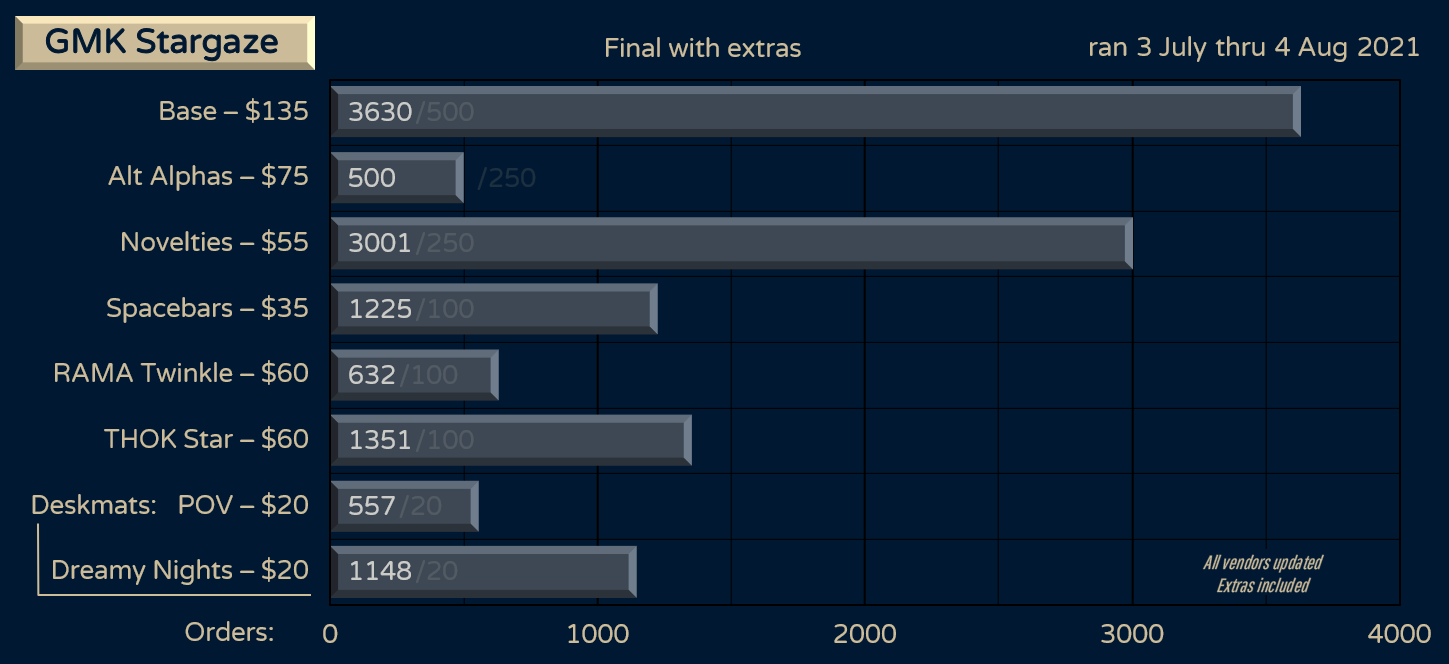 GMK Stargaze
Final with extras
ran 3 July thru 4 Aug 2021
Base – $135
3630/500
Alt Alphas – $75
500 /250
Novelties – $55
3001/250
Spacebars – $35
1225/100
RAMA Twinkle – $60
632/100
THOK Star – $60
1351/100
Deskmats: POV – $20
557/20
Dreamy Nights – $20
1148/20
All vendors updated
Extras included
Orders: 0 1000 2000 3000 4000